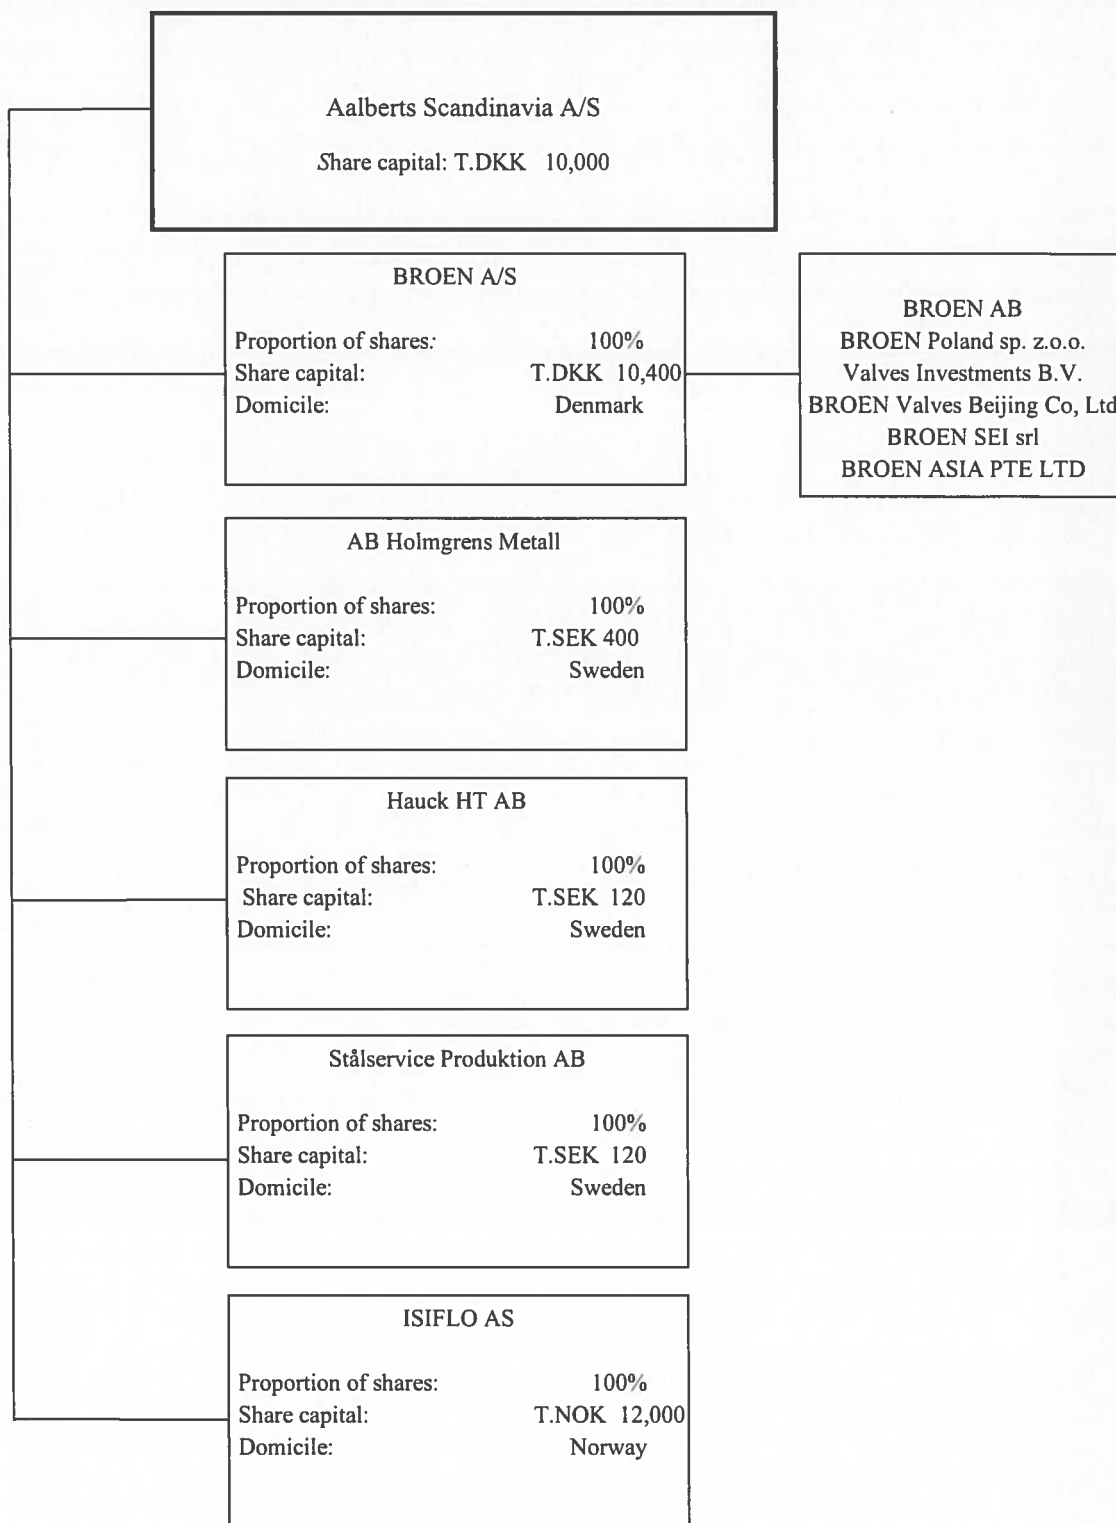 Aalberts Scandinavia A/S
Share capital: T.DKK 10,000
BROEN A/S
Proportion of shares: 100%
Share capital: T.DKK 10,400
Domicile: Denmark
BROEN AB
BROEN Poland sp. z.o.o.
Valves Investments B.V.
BROEN Valves Beijing Co, Ltd
BROEN SEI srl
BROEN ASIA PTE LTD
AB Holmgrens Metall
Proportion of shares: 100%
Share capital: T.SEK 400
Domicile: Sweden
Hauck HT AB
Proportion of shares: 100%
Share capital: T.SEK 120
Domicile: Sweden
Stålservice Produktion AB
Proportion of shares: 100%
Share capital: T.SEK 120
Domicile: Sweden
ISIFLO AS
Proportion of shares: 100%
Share capital: T.NOK 12,000
Domicile: Norway